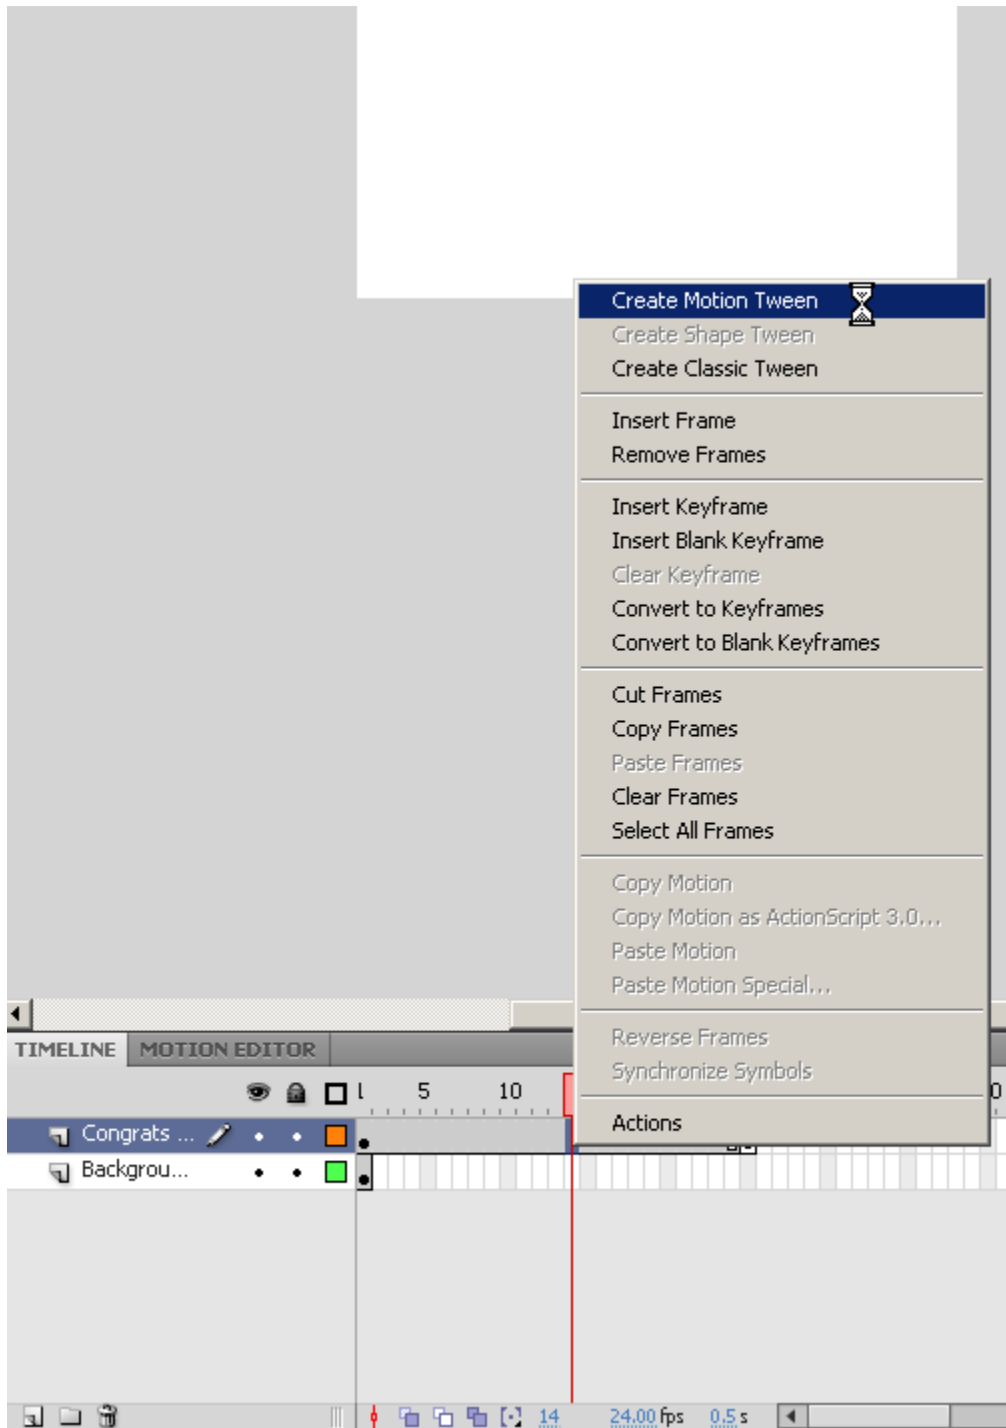 Create Motion Tween
Create Shape Tween
Create Classic Tween
Insert Frame
Remove Frames
Insert Keyframe
Insert Blank Keyframe
Clear Keyframe
Convert to Keyframes
Convert to Blank Keyframes
Cut Frames
Copy Frames
Paste Frames
Clear Frames
Select All Frames
Copy Motion
Copy Motion as ActionScript 3.0...
Paste Motion
Paste Motion Special...
Reverse Frames
Synchronize Symbols
Actions
TIMELINE MOTION EDITOR
1 5 10
Congrats ...
Backgrou...
14 24.00 fps 0.5 s